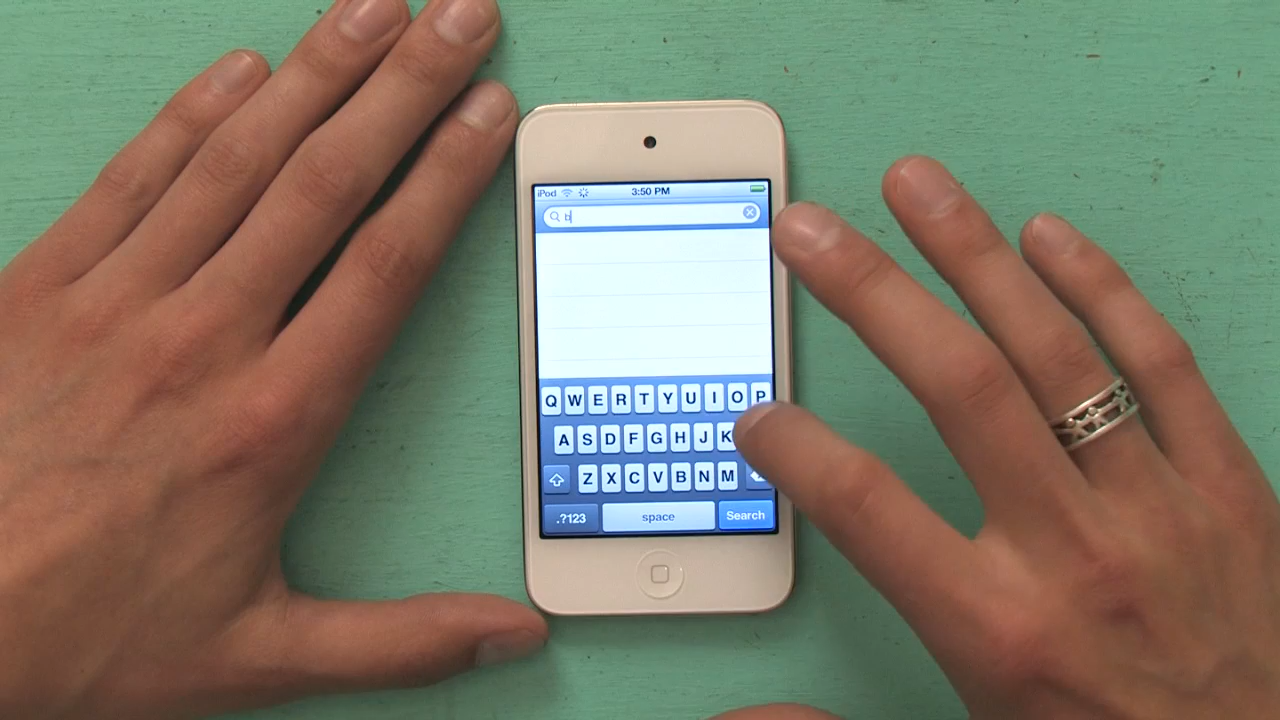 iPod 3:50 PM
b
Q W E R T Y U I O P
A S D F G H J K
Z X C V B N M
.?123 space Search